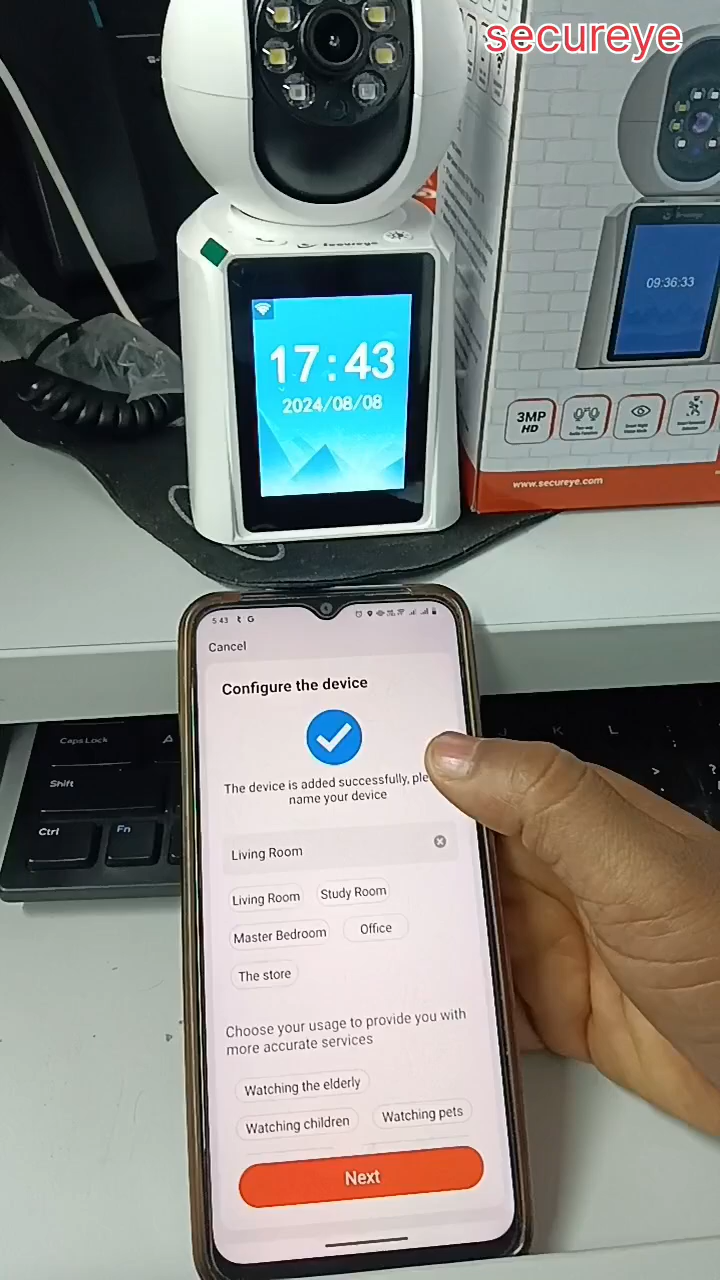 secureye
17:43
2024/08/08
09:36:33
3MP
HD
www.secureye.com
5:43
Cancel
Configure the device
The device is added successfully, ple
name your device
Living Room
Living Room
Study Room
Master Bedroom
Office
The store
Choose your usage to provide you with
more accurate services
Watching the elderly
Watching children
Watching pets
Next
Caps Lock
A
Shift
Ctrl
Fn
K
L